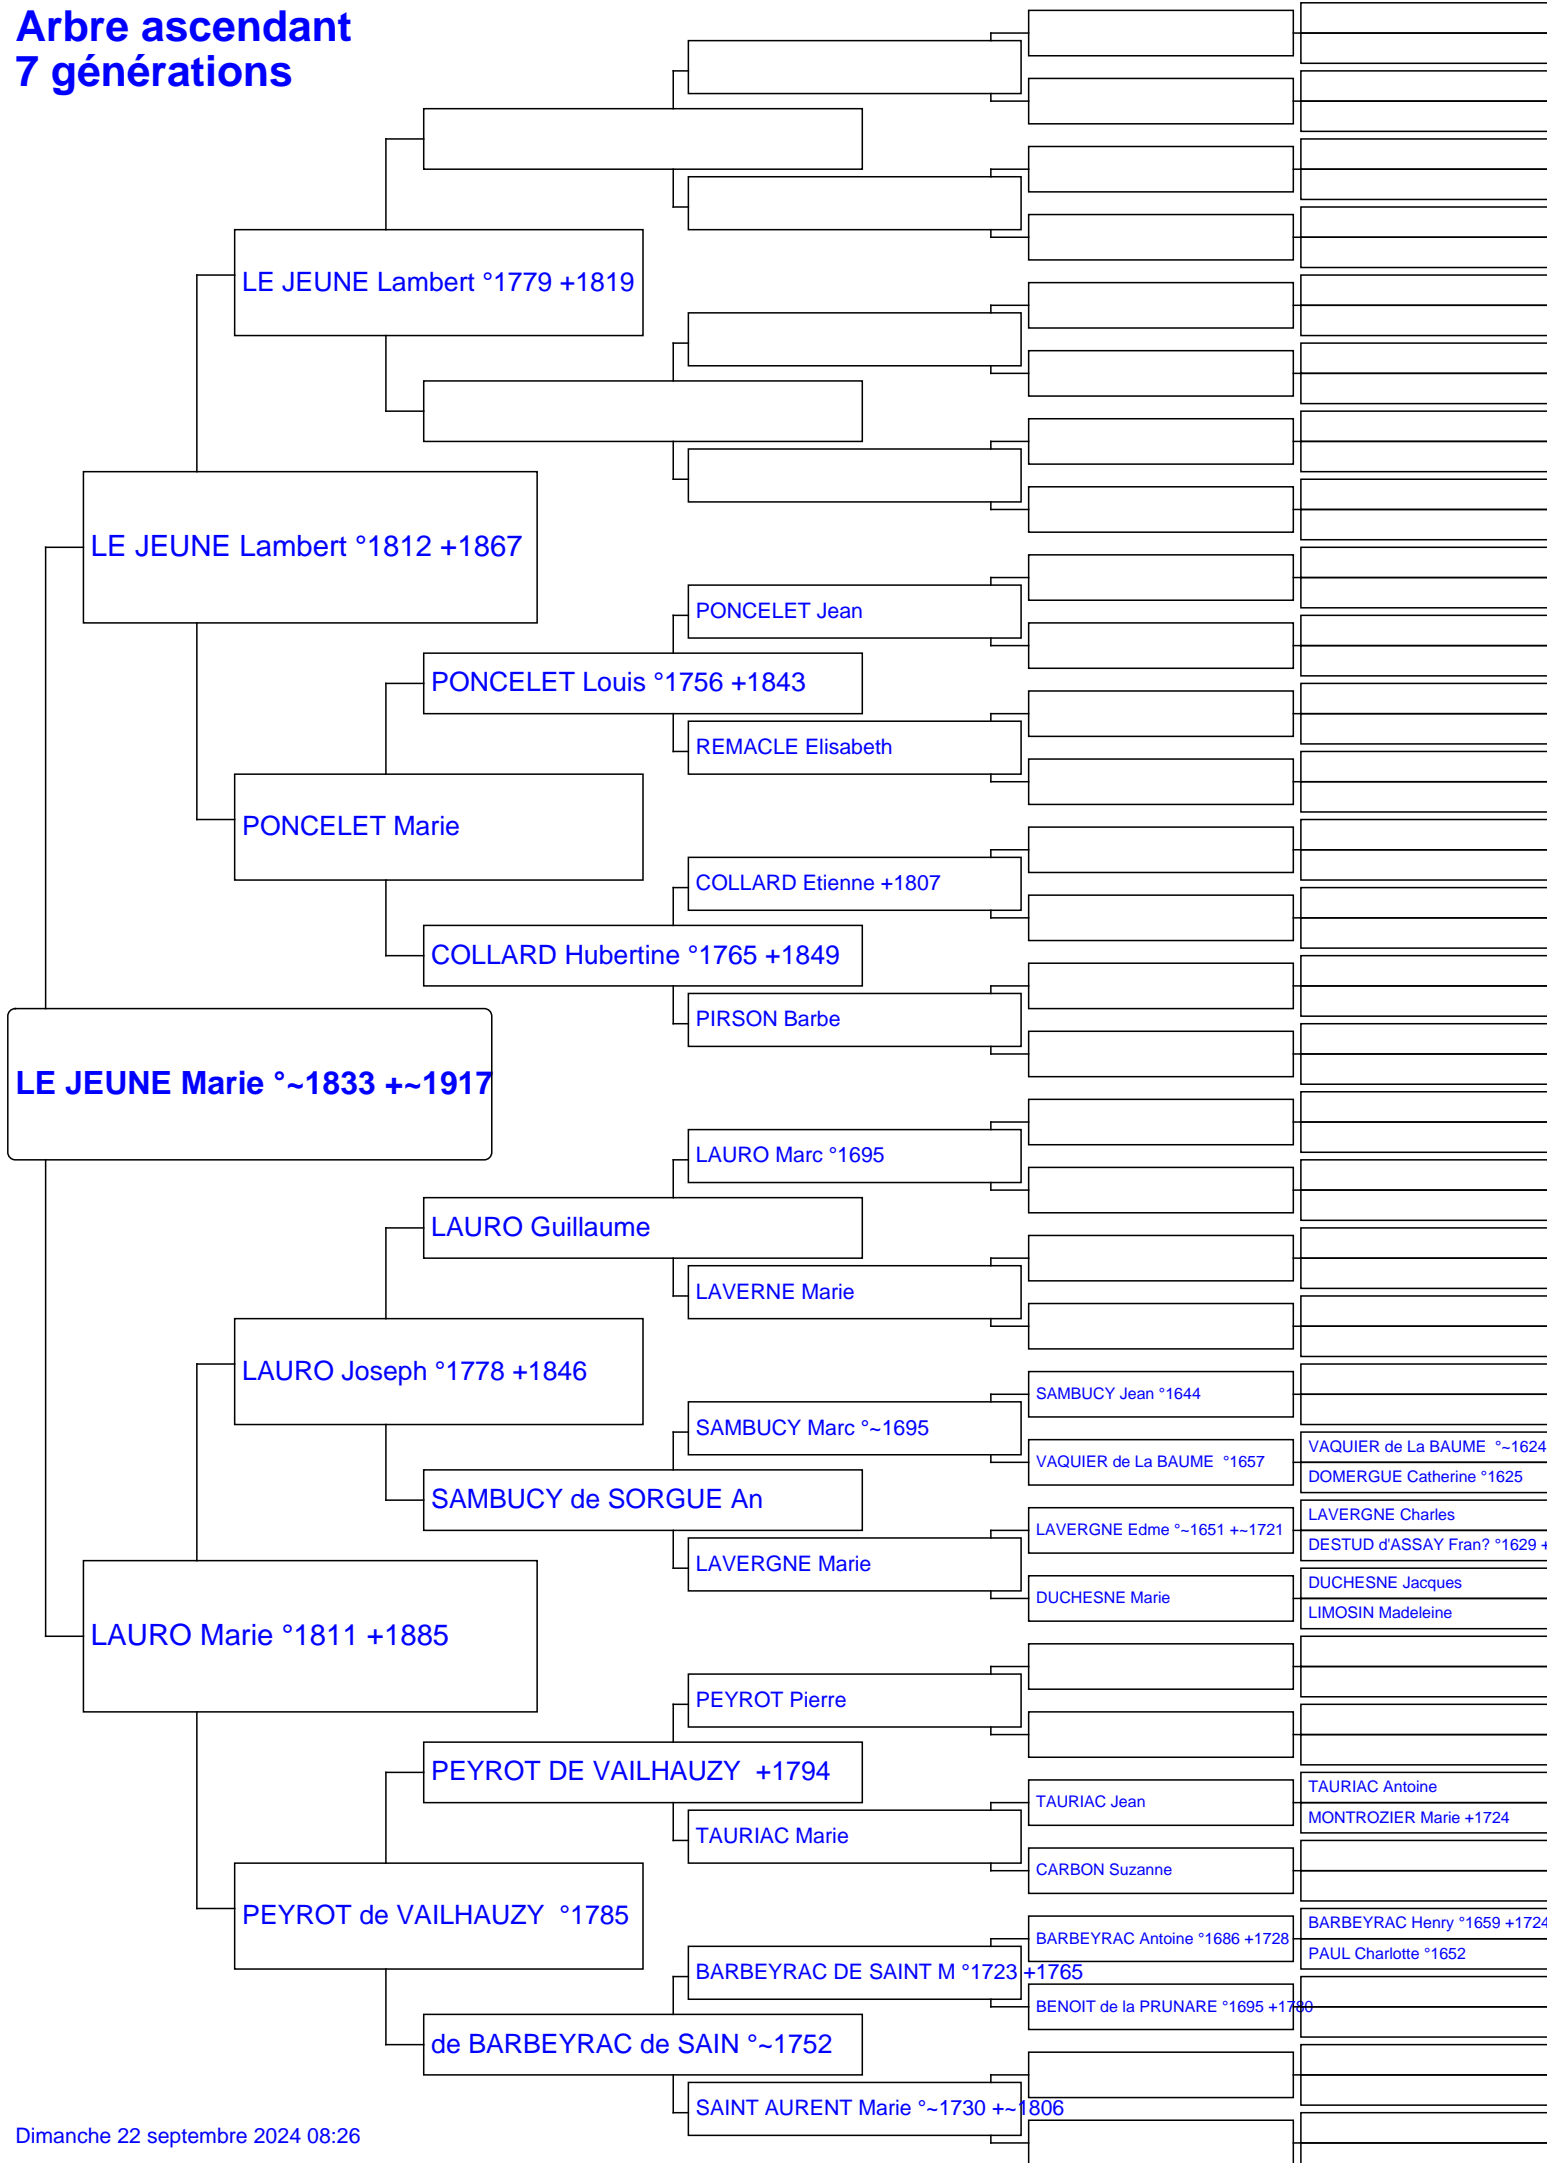 Arbre ascendant
7 générations
LE JEUNE Lambert °1779 +1819
LE JEUNE Lambert °1812 +1867
PONCELET Jean
PONCELET Louis °1756 +1843
REMACLE Elisabeth
PONCELET Marie
COLLARD Etienne +1807
COLLARD Hubertine °1765 +1849
PIRSON Barbe
LE JEUNE Marie °~1833 +~1917
LAURO Marc °1695
LAURO Guillaume
LAVERNE Marie
LAURO Joseph °1778 +1846
SAMBUCY Jean °1644
SAMBUCY Marc °~1695
VAQUIER de La BAUME  °~1624
VAQUIER de La BAUME  °1657
DOMERGUE Catherine °1625
SAMBUCY de SORGUE An
LAVERGNE Charles
LAVERGNE Edme °~1651 +~1721
DESTUD d'ASSAY Fran? °1629 +
LAVERGNE Marie
DUCHESNE Jacques
DUCHESNE Marie
LIMOSIN Madeleine
LAURO Marie °1811 +1885
PEYROT Pierre
PEYROT DE VAILHAUZY  +1794
TAURIAC Antoine
TAURIAC Jean
MONTROZIER Marie +1724
TAURIAC Marie
CARBON Suzanne
PEYROT de VAILHAUZY  °1785
BARBEYRAC Henry °1659 +1724
BARBEYRAC Antoine °1686 +1728
PAUL Charlotte °1652
BARBEYRAC DE SAINT M °1723 +1765
BENOIT de la PRUNARE °1695 +1780
de BARBEYRAC de SAIN °~1752
SAINT AURENT Marie °~1730 +~1806
Dimanche 22 septembre 2024 08:26